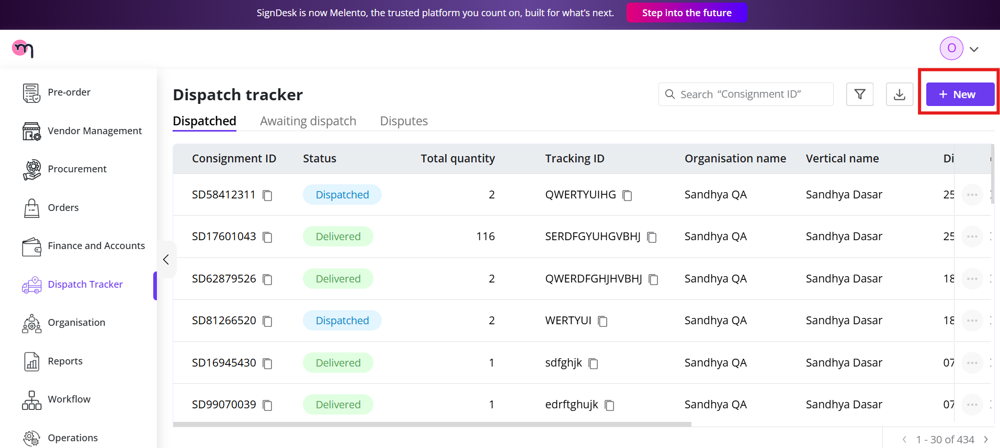 SignDesk is now Melento, the trusted platform you count on, built for what's next. Step into the future
O
Pre-order
Vendor Management
Procurement
Orders
Finance and Accounts
Dispatch Tracker
Organisation
Reports
Workflow
Operations
Dispatch tracker
Search “Consignment ID”
+ New
Dispatched Awaiting dispatch Disputes
Consignment ID Status Total quantity Tracking ID Organisation name Vertical name Di
SD58412311 Dispatched 2 QWERTYUIHG Sandhya QA Sandhya Dasar 25
SD17601043 Delivered 116 SERDFGYUHGVBHJ Sandhya QA Sandhya Dasar 25
SD62879526 Delivered 2 QWERDFGHJHVBHJ Sandhya QA Sandhya Dasar 18
SD81266520 Dispatched 2 WERTYUI Sandhya QA Sandhya Dasar 18
SD16945430 Delivered 1 sdfghjk Sandhya QA Sandhya Dasar 07
SD99070039 Delivered 1 edrftghujk Sandhya QA Sandhya Dasar 07
1 - 30 of 434